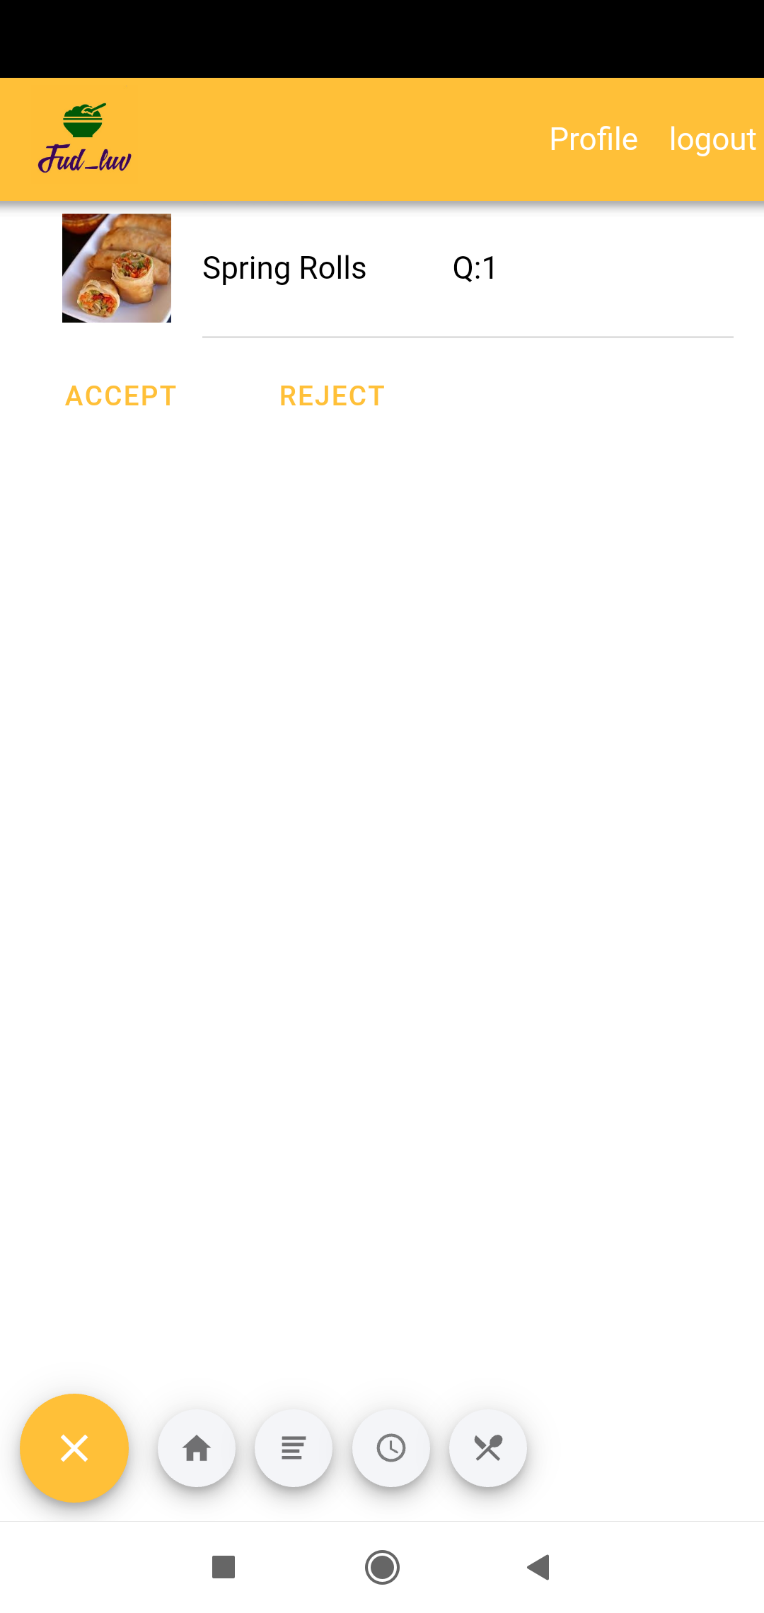 Fud_luv
Profile logout
Spring Rolls Q:1
ACCEPT REJECT